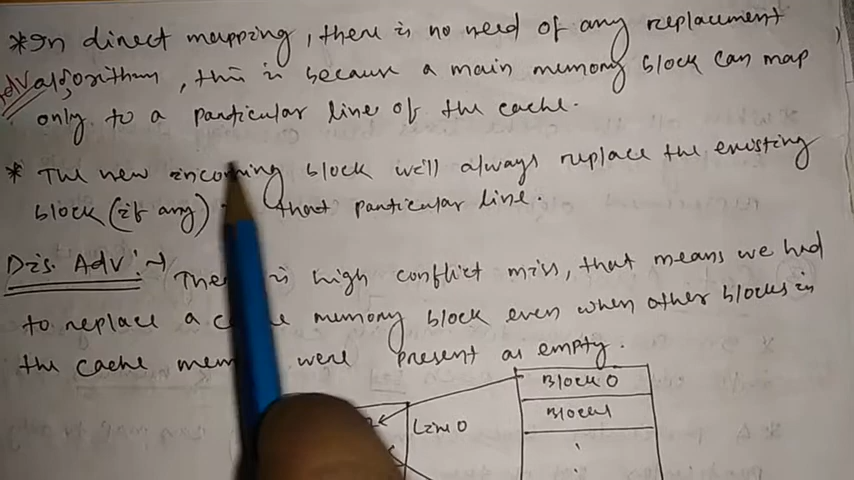 *In direct mapping, there is no need of any replacement
Adv algorithm, this is because a main memory block can map
only to a particular line of the cache.
* The new incoming block will always replace the existing
block (if any) that particular line.
Dis. Adv:→ There is high conflict miss, that means we had
to replace a cache memory block even when other blocks in
the cache were present as empty.
Block 0
Line 0
Block 1